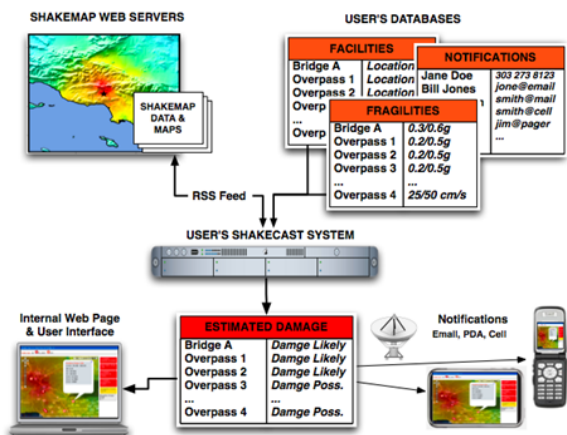 SHAKEMAP WEB SERVERS
USER'S DATABASES
SHAKEMAP
DATA &
MAPS
FACILITIES
Bridge A Location
Overpass 1 Location
Overpass 2 Location
Overp
...
Overp
NOTIFICATIONS
Jane Doe 303 273 8123
Bill Jones jone@email
smith@mail
smith@cell
jim@pager
...
FRAGILITIES
Bridge A 0.3/0.6g
Overpass 1 0.2/0.5g
Overpass 2 0.2/0.5g
Overpass 3 0.2/0.5g
... ...
Overpass 4 25/50 cm/s
RSS Feed
USER'S SHAKECAST SYSTEM
Internal Web Page
& User Interface
ESTIMATED DAMAGE
Bridge A Damge Likely
Overpass 1 Damge Likely
Overpass 2 Damge Likely
Overpass 3 Damge Poss.
... ...
Overpass 4 Damge Poss.
Notifications
Email, PDA, Cell